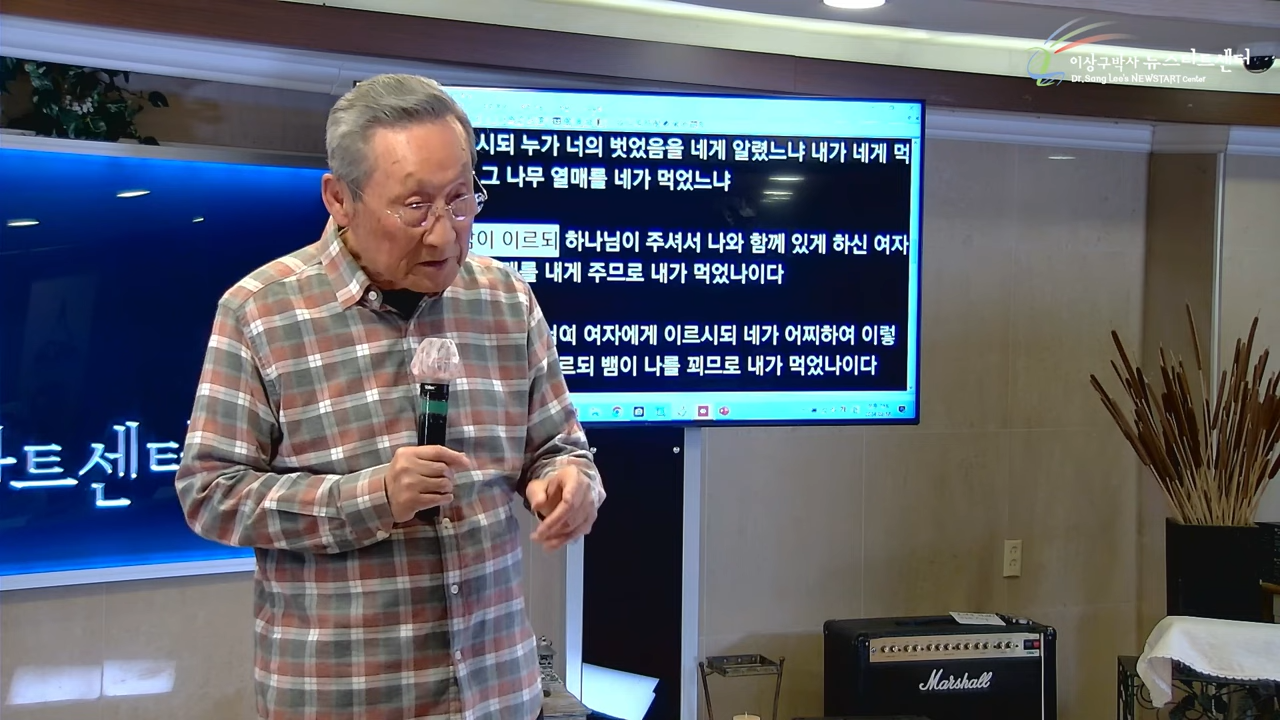 이상구박사 뉴스타트센터
Dr. Sang Lee's NEWSTART Center
시되 누가 너의 벗었음을 네게 알렸느냐 내가 네게 먹
그 나무 열매를 네가 먹었느냐
이 이르되 하나님이 주셔서 나와 함께 있게 하신 여자
를 내게 주므로 내가 먹었나이다
여자에게 이르시되 네가 어찌하여 이렇
르되 뱀이 나를 꾀므로 내가 먹었나이다
트센터
Marshall